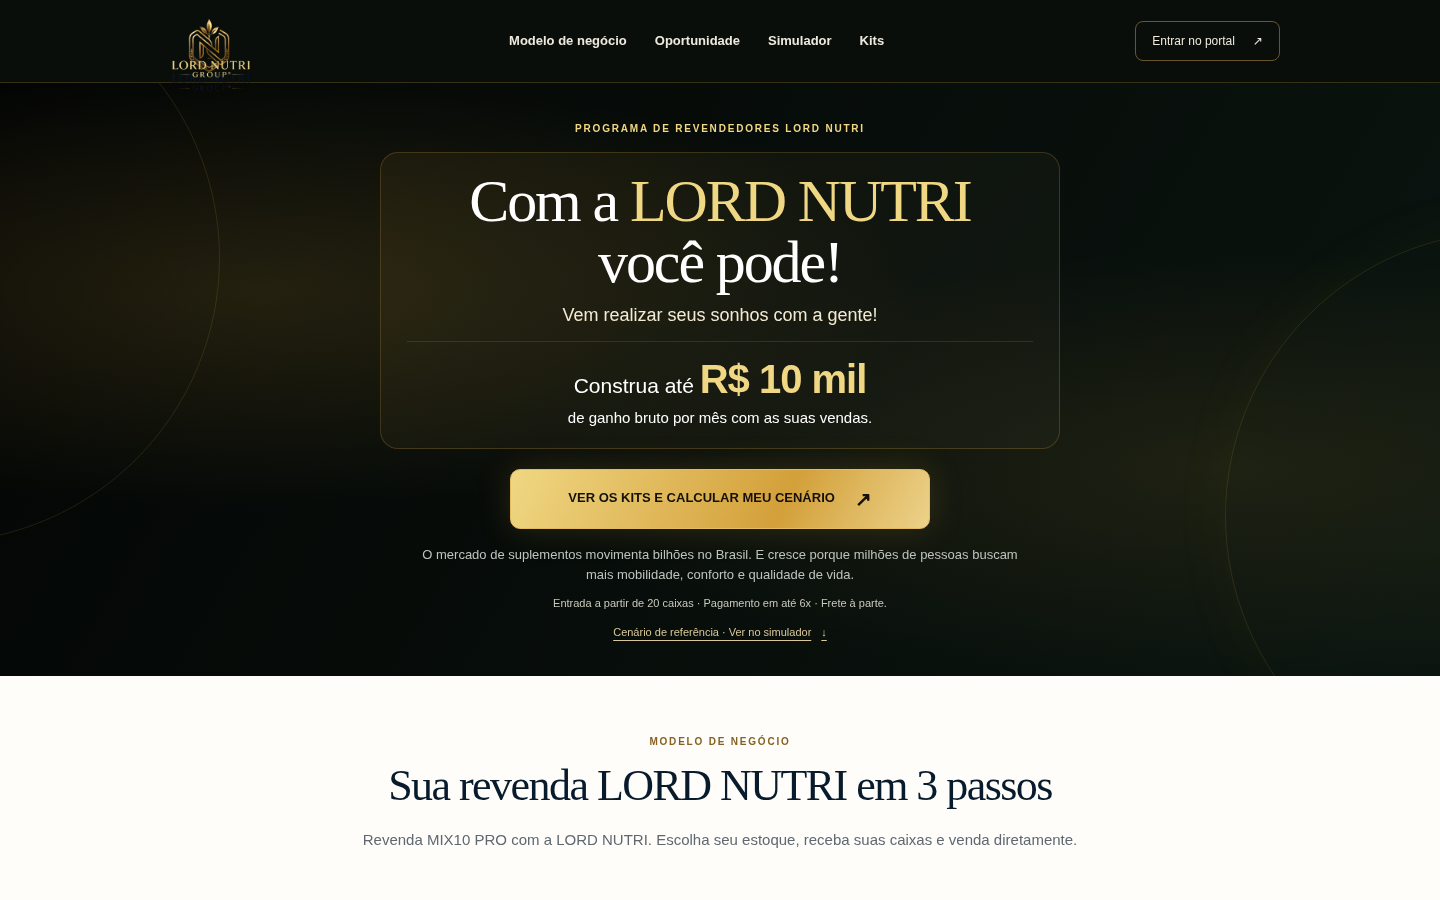 LORD NUTRI
GROUP
Modelo de negócio
Oportunidade
Simulador
Kits
Entrar no portal ↗
PROGRAMA DE REVENDEDORES LORD NUTRI
Com a LORD NUTRI
você pode!
Vem realizar seus sonhos com a gente!
Construa até R$ 10 mil
de ganho bruto por mês com as suas vendas.
VER OS KITS E CALCULAR MEU CENÁRIO ↗
O mercado de suplementos movimenta bilhões no Brasil. E cresce porque milhões de pessoas buscam
mais mobilidade, conforto e qualidade de vida.
Entrada a partir de 20 caixas · Pagamento em até 6x · Frete à parte.
Cenário de referência · Ver no simulador ↓
MODELO DE NEGÓCIO
Sua revenda LORD NUTRI em 3 passos
Revenda MIX10 PRO com a LORD NUTRI. Escolha seu estoque, receba suas caixas e venda diretamente.